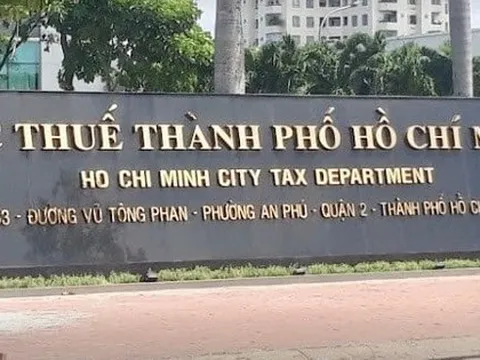 THUẾ THÀNH PHỐ HỒ CHÍ
HO CHI MINH CITY TAX DEPARTMENT
63 - ĐƯỜNG VŨ TÔNG PHAN - PHƯỜNG AN PHÚ - QUẬN 2 - THÀNH PHỐ HỒ